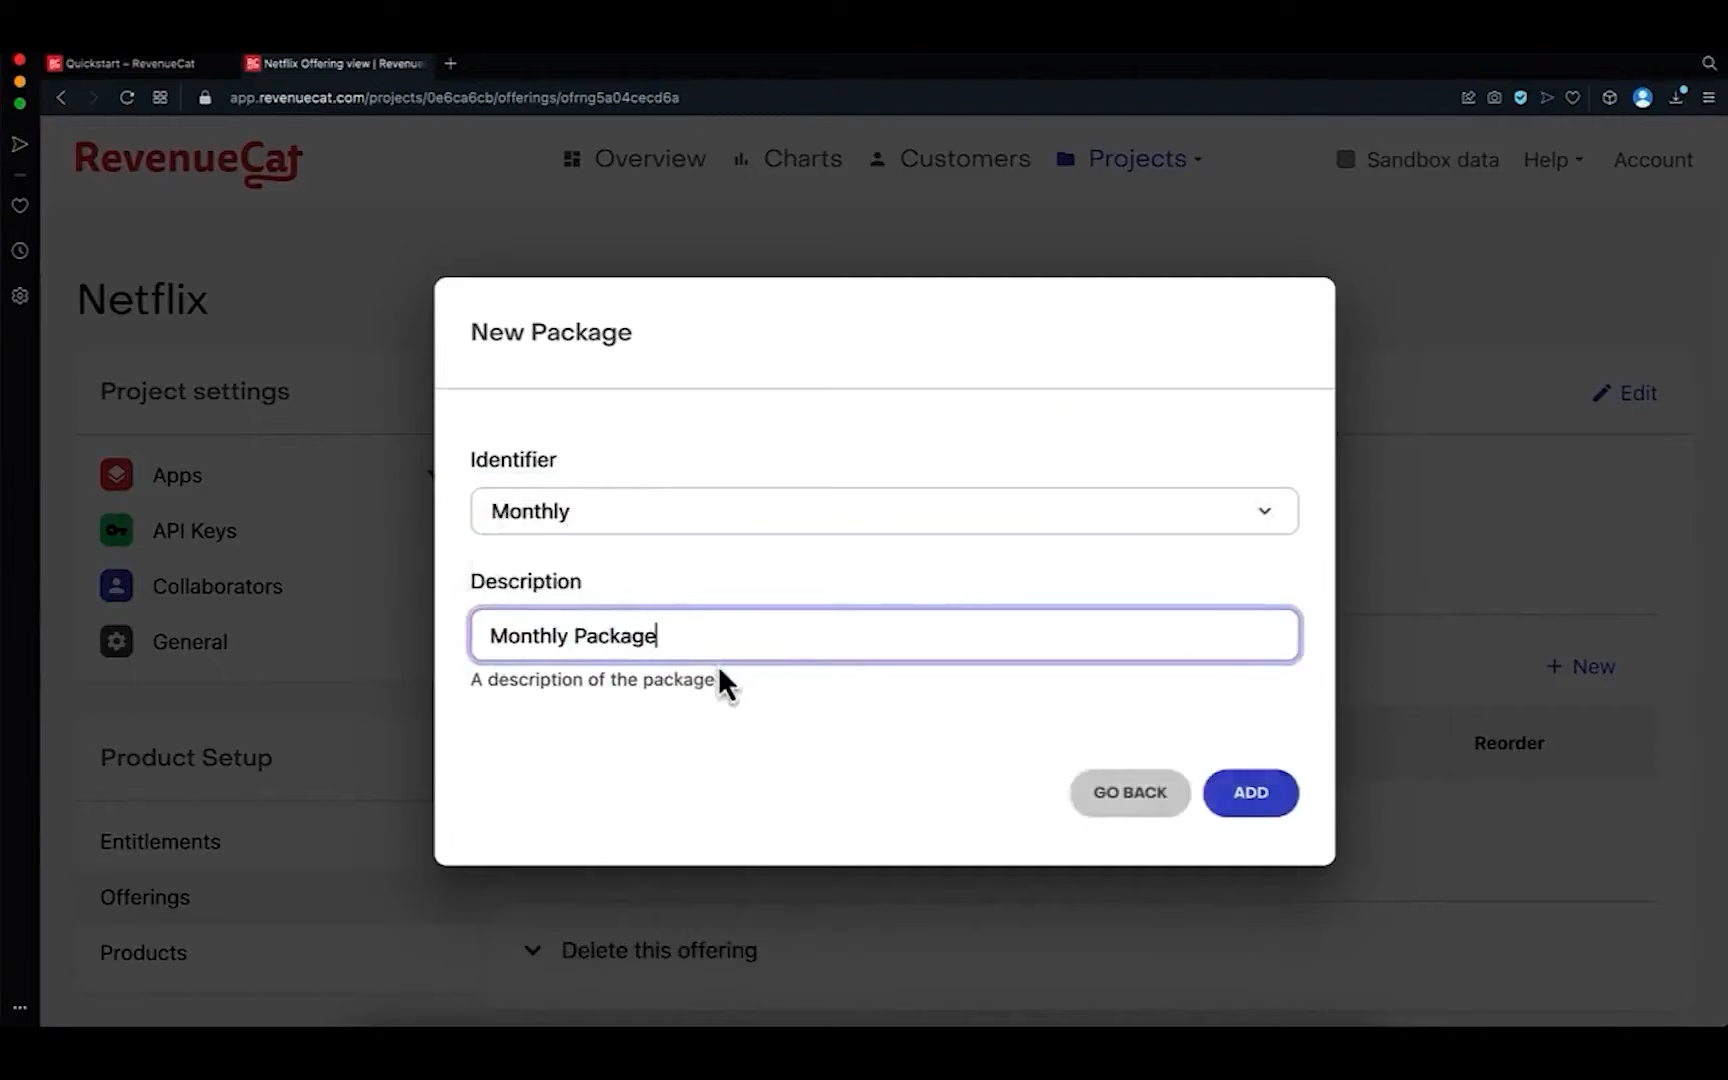 Quickstart – RevenueCat
Netflix Offering view | Revenue
app.revenuecat.com/projects/0e6ca6cb/offerings/ofrng5a04cecd6a
RevenueCat
Overview
Charts
Customers
Projects
Sandbox data
Help
Account
Netflix
Project settings
Apps
API Keys
Collaborators
General
Product Setup
Entitlements
Offerings
Products
Edit
+ New
Reorder
New Package
Identifier
Monthly
Description
Monthly Package
A description of the package
GO BACK
ADD
Delete this offering